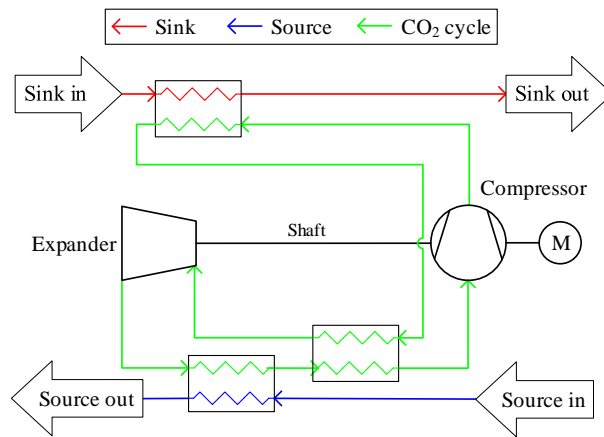 Sink Source CO₂ cycle
Sink in
Sink out
Compressor
Expander
Shaft
M
Source out
Source in